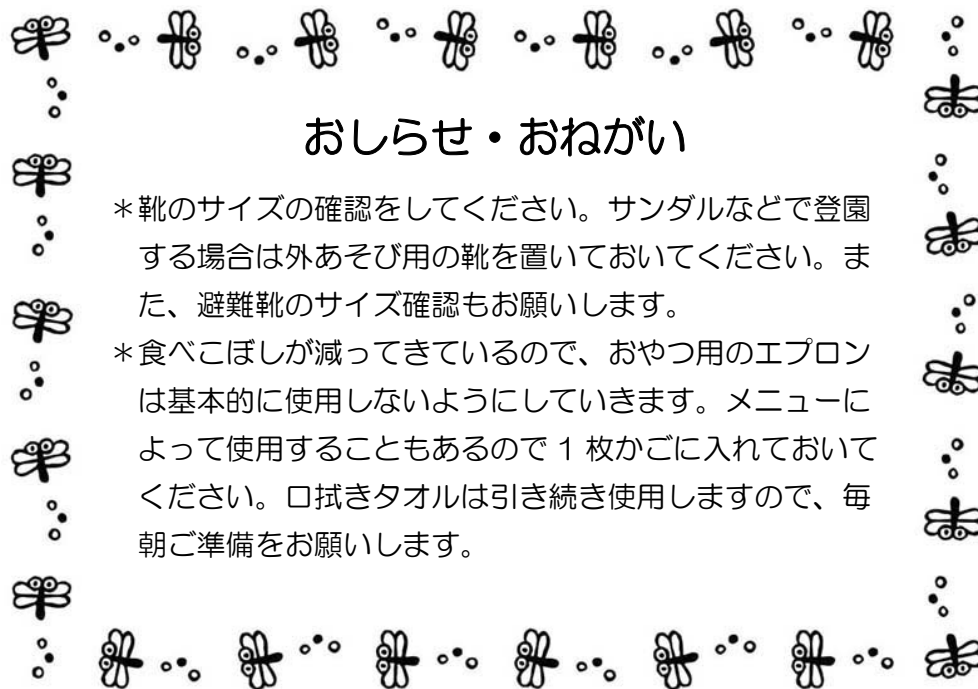 おしらせ・おねがい
＊靴のサイズの確認をしてください。サンダルなどで登園
する場合は外あそび用の靴を置いておいてください。ま
た、避難靴のサイズ確認もお願いします。
＊食べこぼしが減ってきているので、おやつ用のエプロン
は基本的に使用しないようにしていきます。メニューに
よって使用することもあるので 1 枚かごに入れておいて
ください。口拭きタオルは引き続き使用しますので、毎
朝ご準備をお願いします。